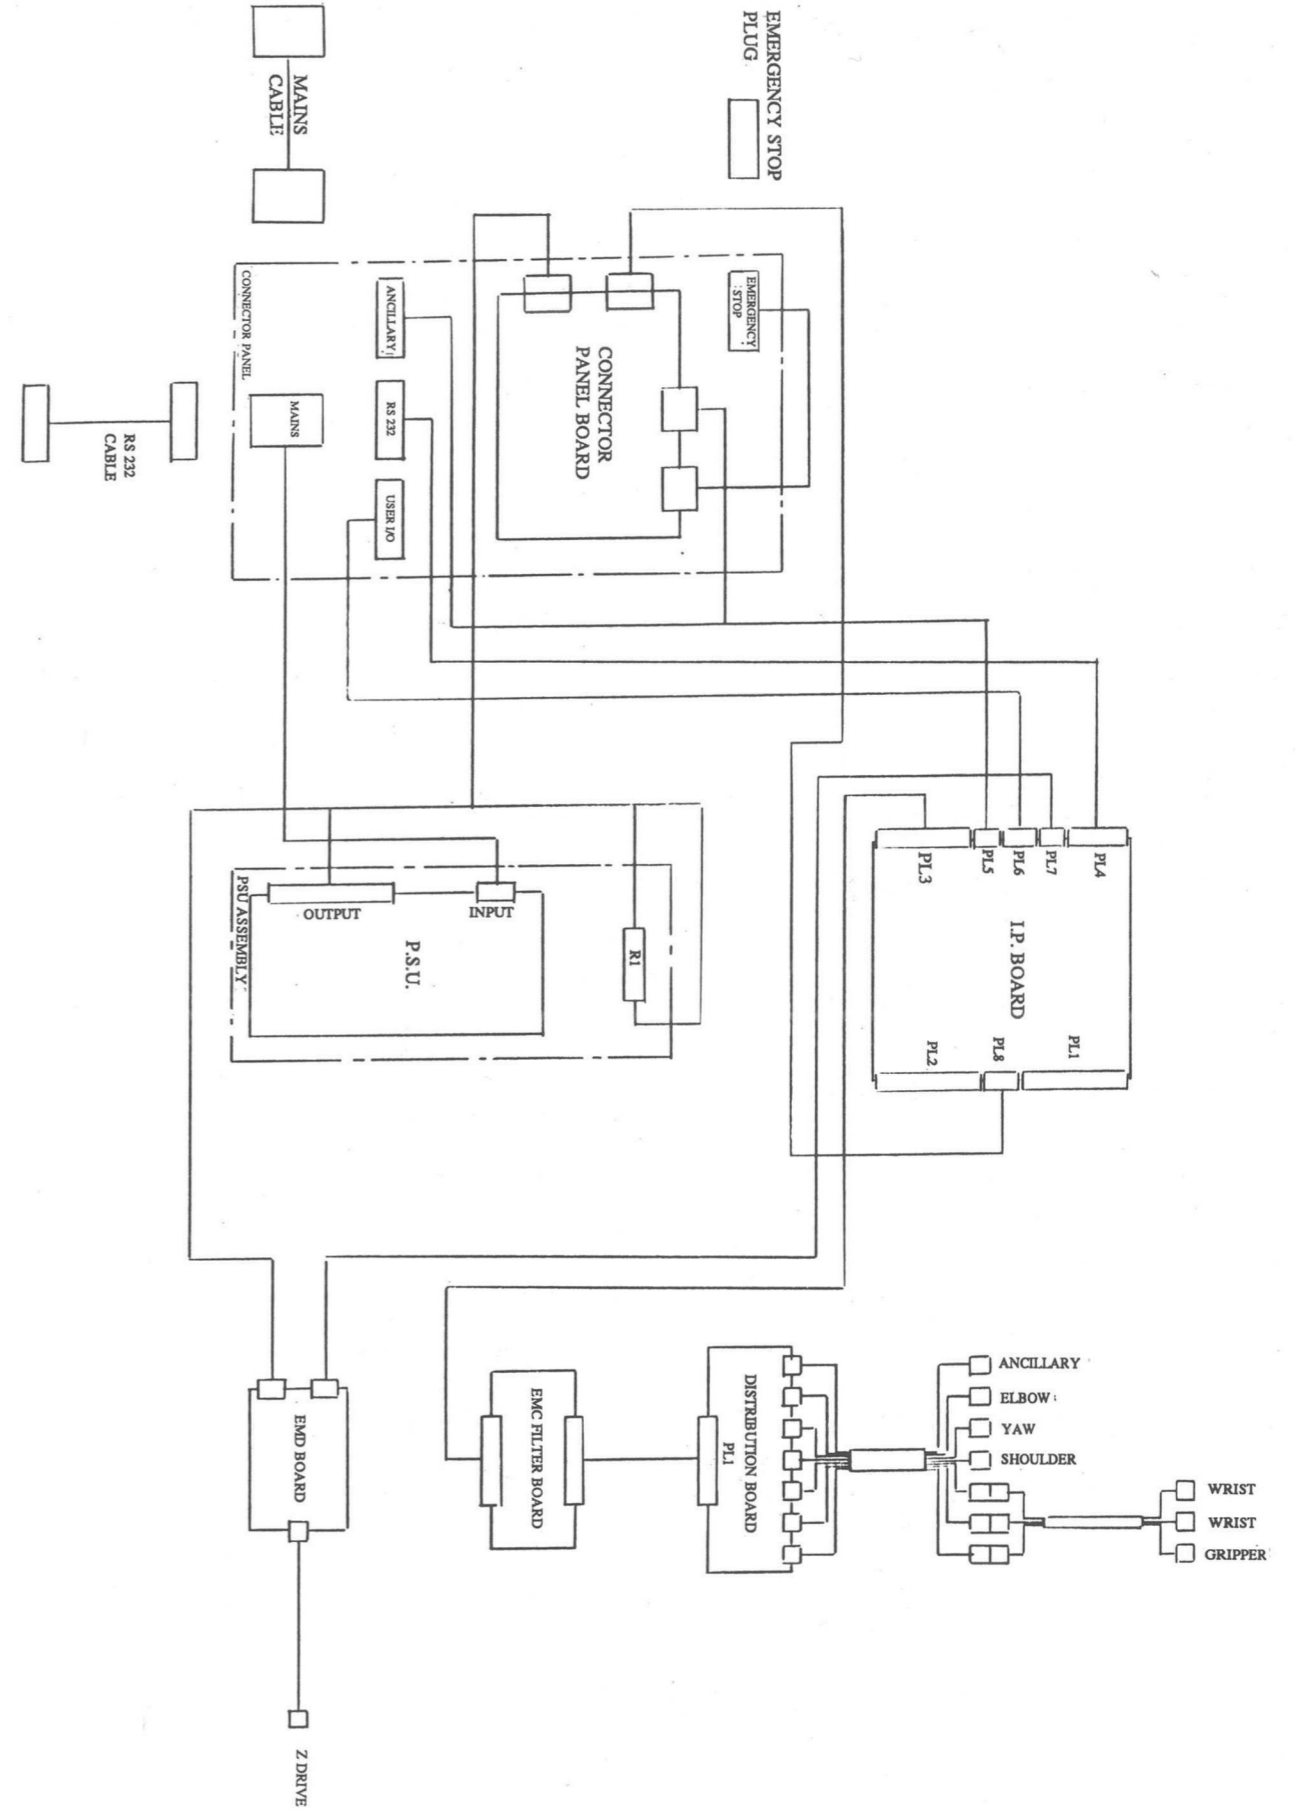 EMERGENCY STOP
PLUG
MAINS
CABLE
CONNECTOR PANEL
ANCILLARY
EMERGENCY
STOP
CONNECTOR
PANEL BOARD
RS 232
MAINS
RS 232
CABLE
USER I/O
PL3
PL5
PL6
PL7
PL4
I.P. BOARD
PL2
PL8
PL1
PSU ASSEMBLY
OUTPUT
INPUT
P.S.U.
R1
EMD BOARD
EMC FILTER BOARD
DISTRIBUTION BOARD
PL1
ANCILLARY
ELBOW
YAW
SHOULDER
WRIST
WRIST
GRIPPER
Z DRIVE